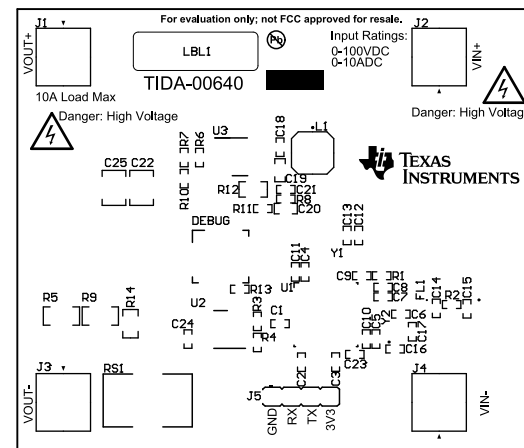 For evaluation only; not FCC approved for resale.
J1
VOUT+
LBL1
Pb
Input Ratings:
0-100VDC
0-10ADC
J2
VIN+
TIDA-00640
10A Load Max
Danger: High Voltage
Danger: High Voltag
TEXAS
INSTRUMENTS
U3
R7
R6
C18
L1
C25
C22
R10
R12
C19
C21
R8
R11
C20
DEBUG
C13
C12
Y1
C11
C4
U1
R13
C9
R1
C8
C7
FL1
C14
R2
C15
R5
R9
R14
U2
C24
R3
R4
C1
C10
C5
Y2
C6
C17
C16
C23
C2
C3
J3
VOUT-
RS1
J5
GND
RX
TX
3V3
J4
VIN-